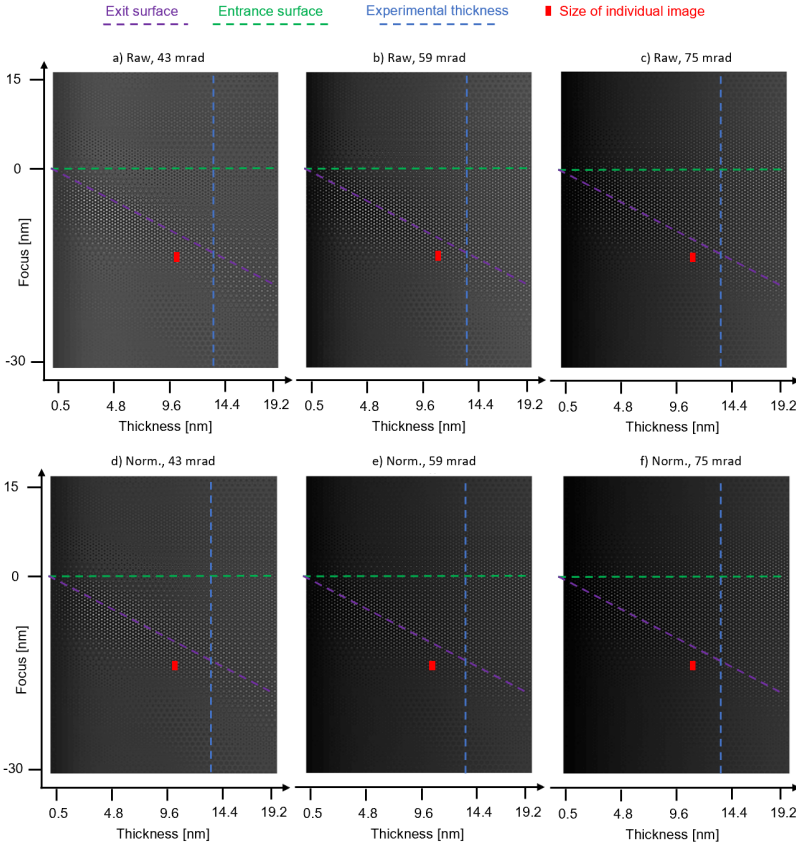 Exit surface Entrance surface Experimental thickness Size of individual image
a) Raw, 43 mrad b) Raw, 59 mrad c) Raw, 75 mrad
15
0
Focus [nm]
-30
0.5 4.8 9.6 14.4 19.2 0.5 4.8 9.6 14.4 19.2 0.5 4.8 9.6 14.4 19.2
Thickness [nm] Thickness [nm] Thickness [nm]
d) Norm., 43 mrad e) Norm., 59 mrad f) Norm., 75 mrad
15
0
Focus [nm]
-30
0.5 4.8 9.6 14.4 19.2 0.5 4.8 9.6 14.4 19.2 0.5 4.8 9.6 14.4 19.2
Thickness [nm] Thickness [nm] Thickness [nm]